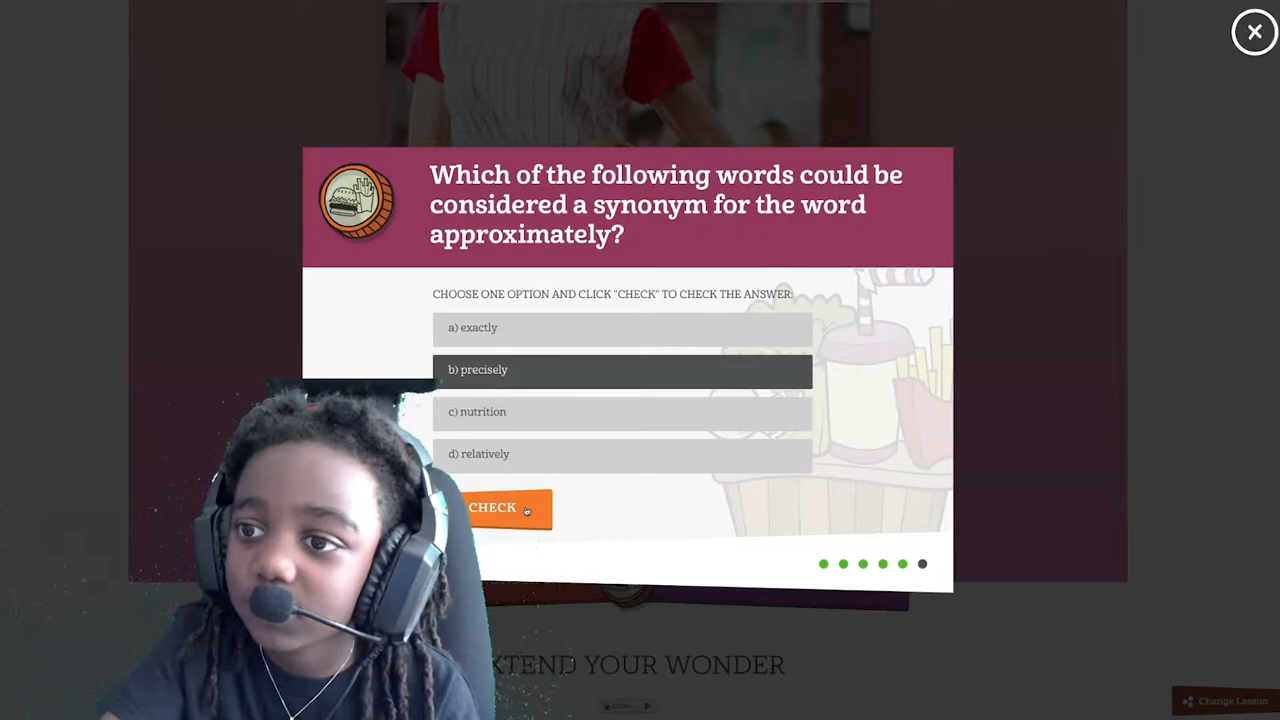 Which of the following words could be
considered a synonym for the word
approximately?
CHOOSE ONE OPTION AND CLICK "CHECK" TO CHECK THE ANSWER:
a) exactly
b) precisely
c) nutrition
d) relatively
CHECK
XTEND YOUR WONDER
Listen
Change Lesson